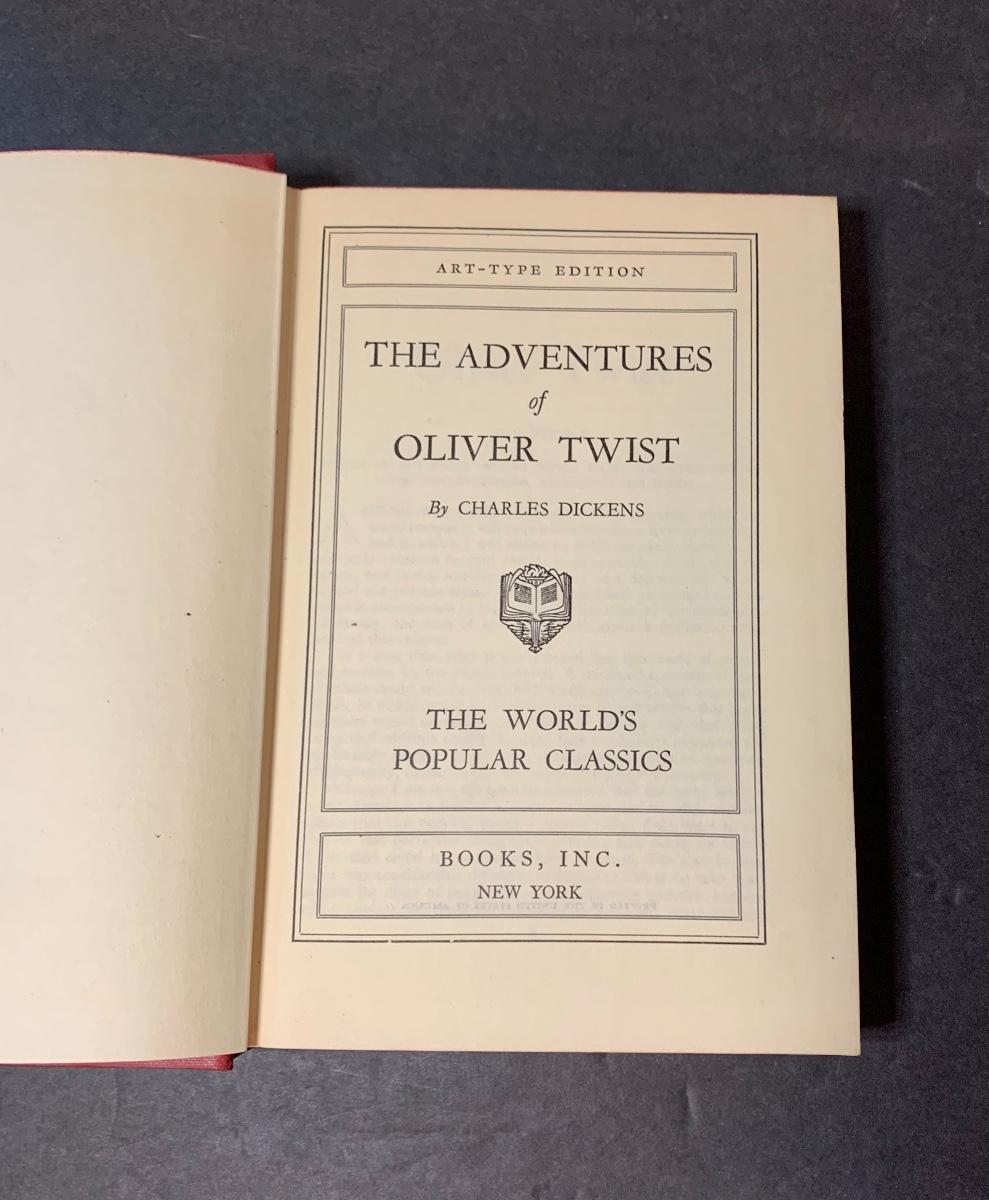 ART-TYPE EDITION
THE ADVENTURES
of
OLIVER TWIST
By CHARLES DICKENS
THE WORLD'S
POPULAR CLASSICS
BOOKS, INC.
NEW YORK